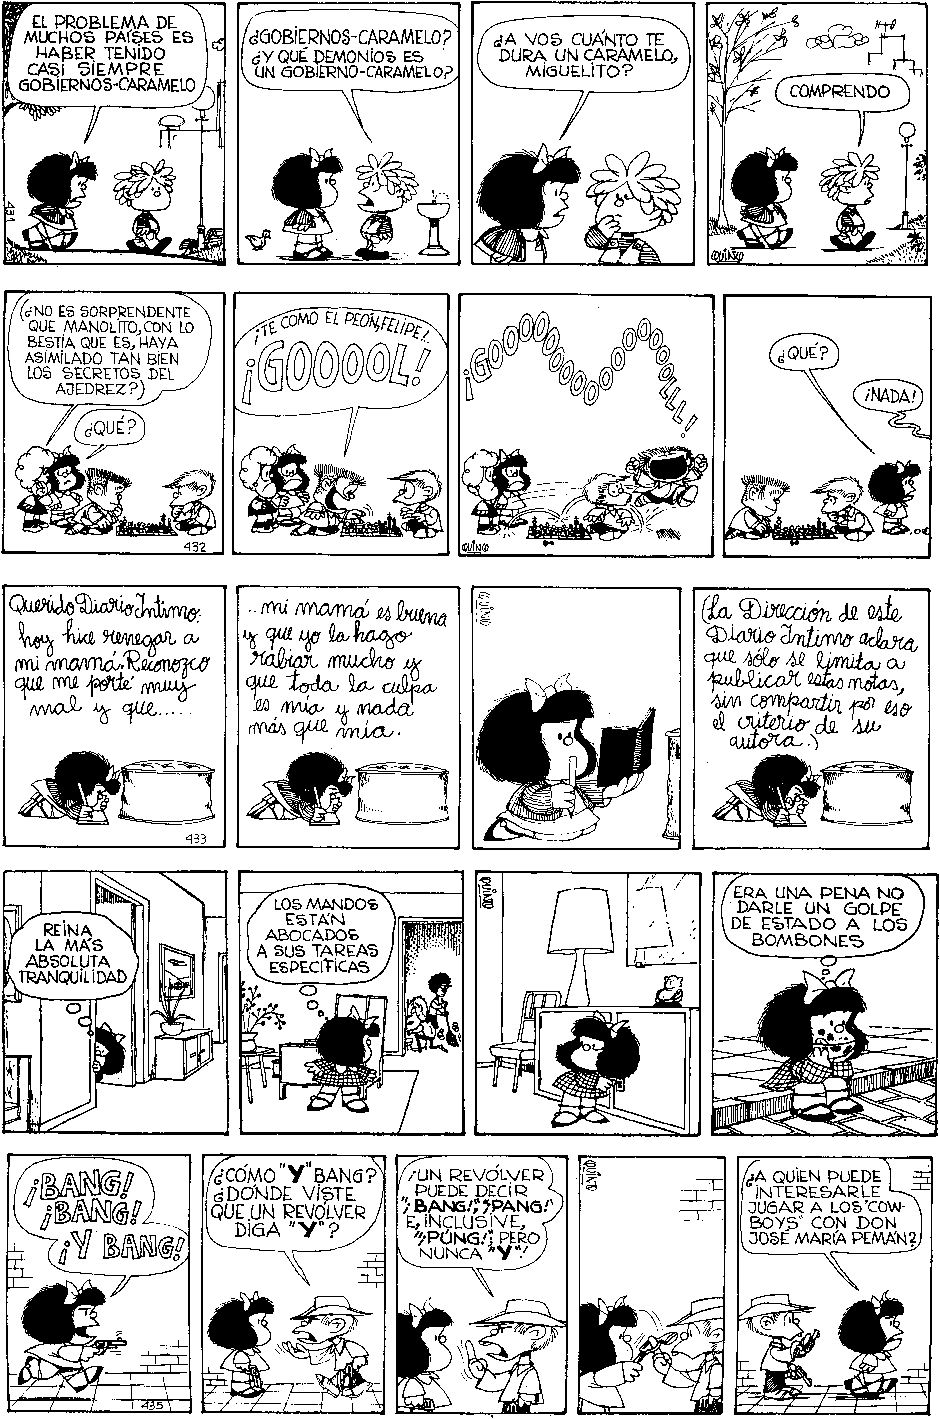 EL PROBLEMA DE
MUCHOS PAÍSES ES
HABER TENIDO
CASI SIEMPRE
GOBIERNOS-CARAMELO
431
¿GOBIERNOS-CARAMELO?
¿Y QUÉ DEMONIOS ES
UN GOBIERNO-CARAMELO?
¿A VOS CUÁNTO TE
DURA UN CARAMELO,
MIGUELITO?
COMPRENDO
QUINO
(¿NO ES SORPRENDENTE
QUE MANOLITO, CON LO
BESTIA QUE ES, HAYA
ASIMILADO TAN BIEN
LOS SECRETOS DEL
AJEDREZ?)
¿QUÉ?
432
¡TE COMO EL PEÓN, FELIPE!..
¡GOOOOL!
¡GOOOOOOOOOOOOOOOOLLL!
QUINO
¿QUÉ?
¡NADA!
Querido Diario Intimo:
hoy hice renegar a
mi mamá. Reconozco
que me porté muy
mal y que.....
433
...mi mamá es buena
y que yo la hago
rabiar mucho y
que toda la culpa
es mía y nada
más que mía.
QUINO
(La Dirección de este
Diario Intimo aclara
que sólo se limita a
publicar estas notas,
sin compartir por eso
el criterio de su
autora.)
REINA
LA MÁS
ABSOLUTA
TRANQUILIDAD
LOS MANDOS
ESTÁN
ABOCADOS
A SUS TAREAS
ESPECÍFICAS
QUINO
ERA UNA PENA NO
DARLE UN GOLPE
DE ESTADO A LOS
BOMBONES
¡BANG!
¡BANG!
¡Y BANG!
435
¿CÓMO "Y" BANG?
¿DÓNDE VISTE
QUE UN REVÓLVER
DIGA "Y"?
¡UN REVÓLVER
PUEDE DECIR
"¡BANG!", "¡PANG!"
E, INCLUSIVE,
"¡PUNG!", PERO
NUNCA "Y"!
QUINO
¿A QUIÉN PUEDE
INTERESARLE
JUGAR A LOS "COW-
BOYS" CON DON
JOSÉ MARÍA PEMÁN?